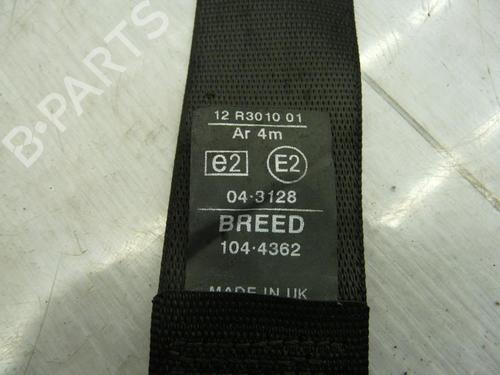 B-PARTS
12 R3010 01
Ar 4m
e2 E2
04·3128
BREED
104·4362
MADE IN UK